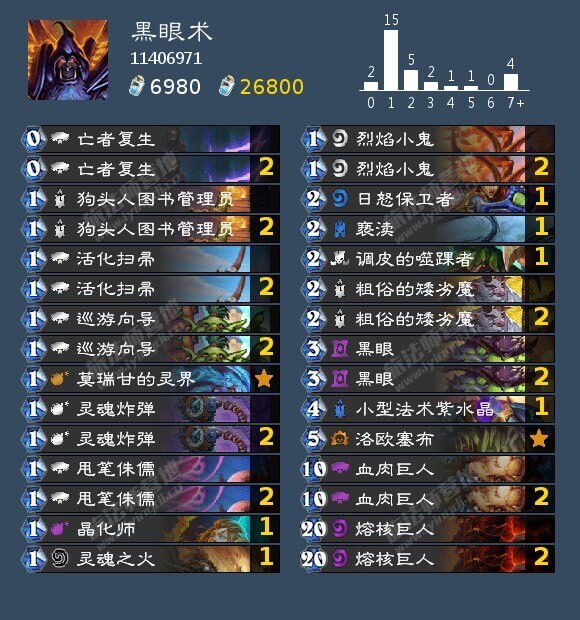 黑眼术
11406971
6980 26800
15
2 5 2 1 1 0 4
0 1 2 3 4 5 6 7+
0 亡者复生
0 亡者复生 2
1 狗头人图书管理员
1 狗头人图书管理员 2
1 活化扫帚
1 活化扫帚 2
1 巡游向导
1 巡游向导 2
1 莫瑞甘的灵界
1 灵魂炸弹
1 灵魂炸弹 2
1 甩笔侏儒
1 甩笔侏儒 2
1 晶化师 1
1 灵魂之火 1
1 烈焰小鬼
1 烈焰小鬼 2
2 日怒保卫者 1
2 亵渎 1
2 调皮的噬踝者 1
2 粗俗的矮劣魔
2 粗俗的矮劣魔 2
3 黑眼
3 黑眼 2
4 小型法术紫水晶 1
5 洛欧塞布
10 血肉巨人
10 血肉巨人 2
20 熔核巨人
20 熔核巨人 2